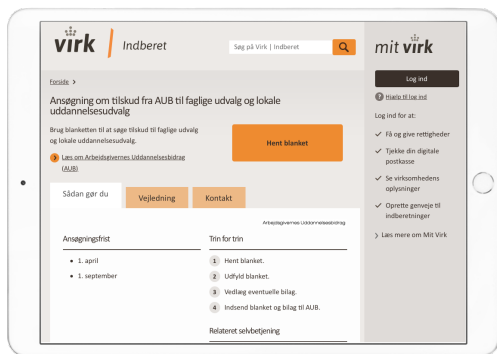 virk / Indberet
Søg på Virk | Indberet
mit virk
Log ind
? Hjælp til log ind
Log ind for at:
✓ Få og give rettigheder
✓ Tjekke din digitale
postkasse
✓ Se virksomhedens
oplysninger
✓ Oprette genveje til
indberetninger
Læs mere om Mit Virk
Forside >
Ansøgning om tilskud fra AUB til faglige udvalg og lokale
uddannelsesudvalg
Brug blanketten til at søge tilskud til faglige udvalg
og lokale uddannelsesudvalg.
Læs om Arbejdsgivernes Uddannelsesbidrag
(AUB)
Hent blanket
Sådan gør du
Vejledning
Kontakt
Arbejdsgivernes Uddannelsesbidrag
Ansøgningsfrist
• 1. april
• 1. september
Trin for trin
1 Hent blanket.
2 Udfyld blanket.
3 Vedlæg eventuelle bilag.
4 Indsend blanket og bilag til AUB.
Relateret selvbetjening